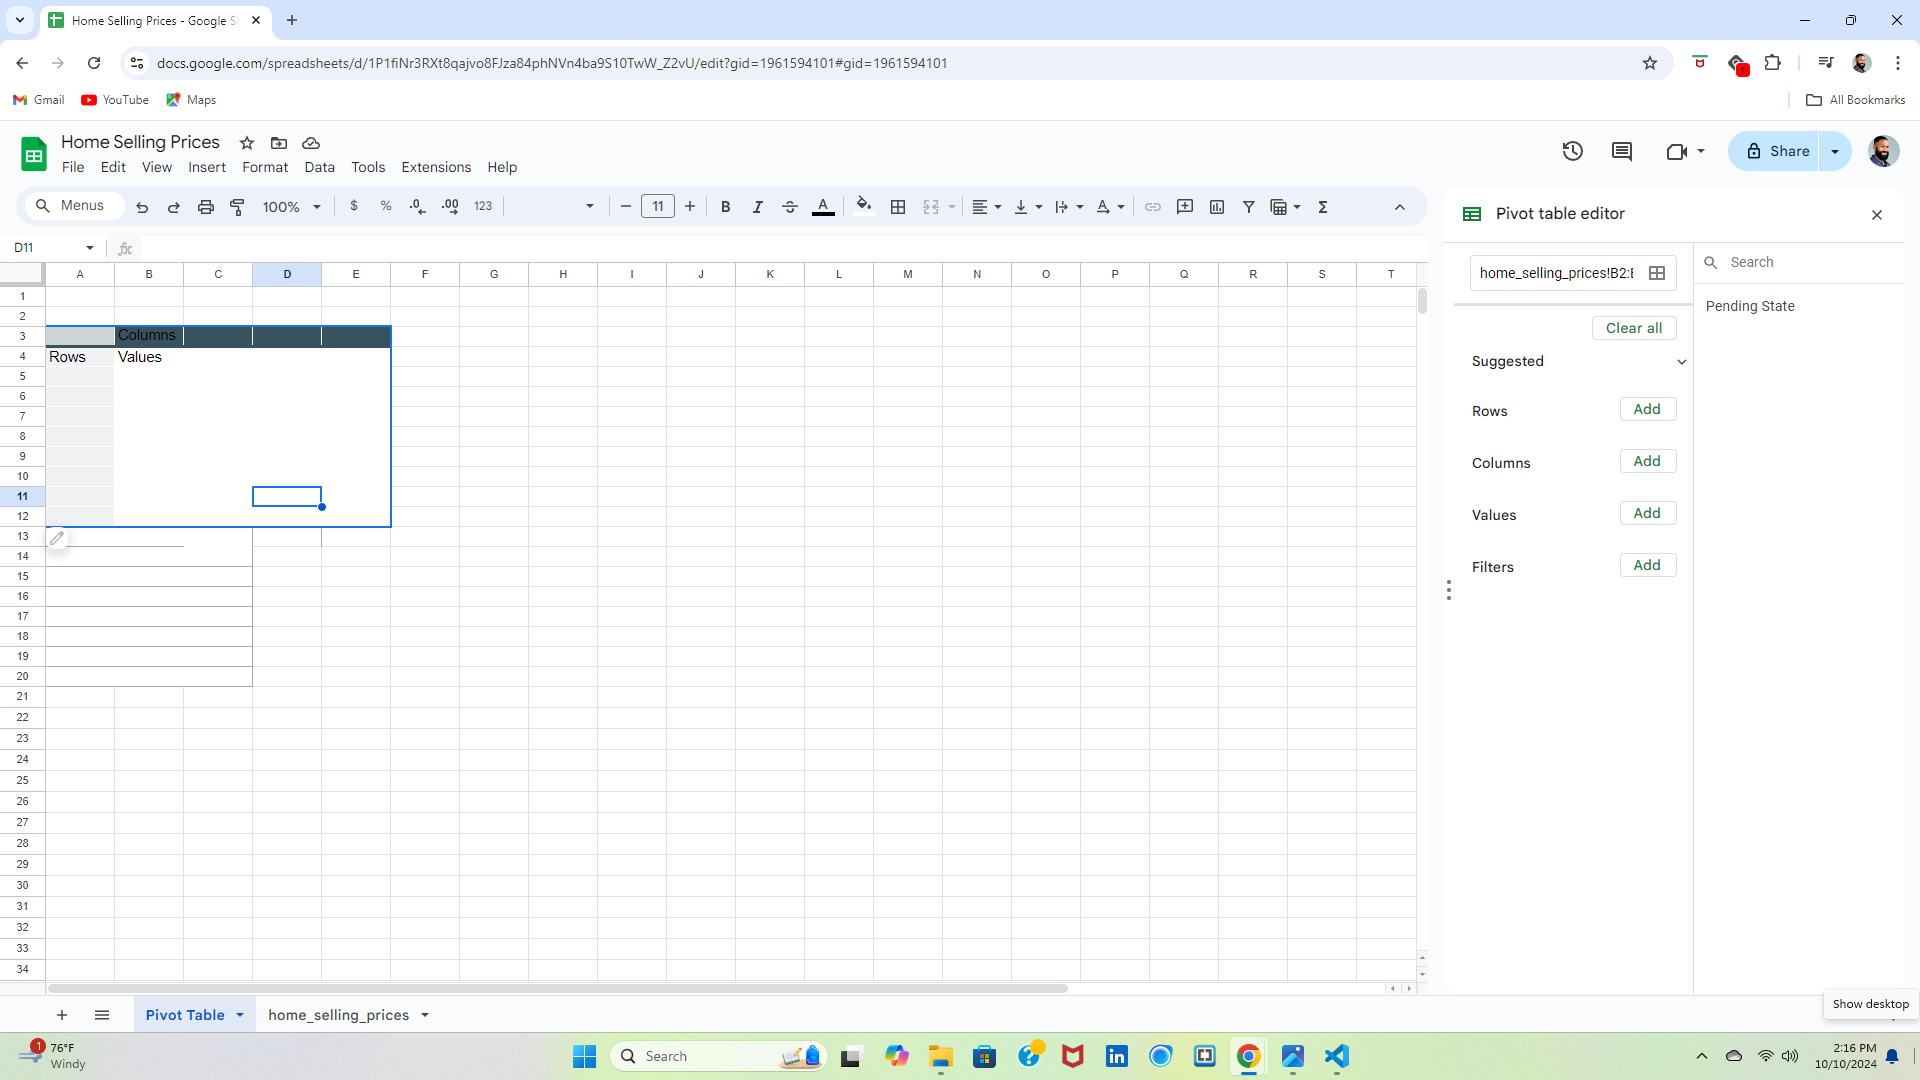 Home Selling Prices - Google S
docs.google.com/spreadsheets/d/1P1fiNr3RXt8qajvo8FJza84phNVn4ba9S10TwW_Z2vU/edit?gid=1961594101#gid=1961594101
Gmail YouTube Maps All Bookmarks
Home Selling Prices
File Edit View Insert Format Data Tools Extensions Help
Share
Menus 100% $ % .0 .00 123 11 B I A
D11 fx
A B C D E F G H I J K L M N O P Q R S T
1
2
3 Columns
4 Rows Values
5
6
7
8
9
10
11
12
13
14
15
16
17
18
19
20
21
22
23
24
25
26
27
28
29
30
31
32
33
34
Pivot table editor
home_selling_prices!B2:E
Search
Pending State
Clear all
Suggested
Rows Add
Columns Add
Values Add
Filters Add
Pivot Table home_selling_prices
Show desktop
1 76°F
Windy
Search
2:16 PM
10/10/2024